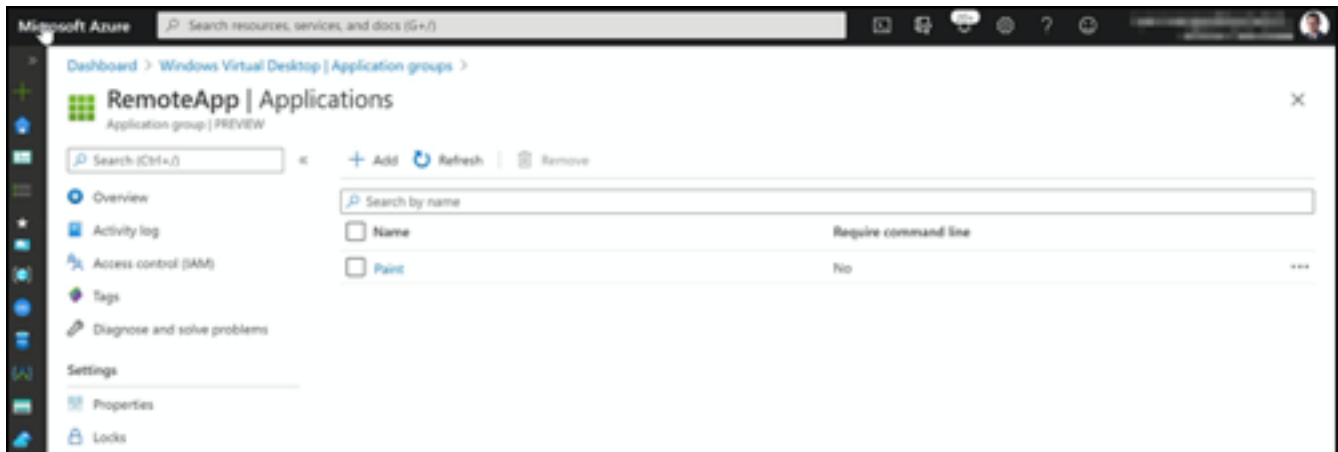 Microsoft Azure
Search resources, services, and docs (G+/)
20+
Dashboard > Windows Virtual Desktop | Application groups >
RemoteApp | Applications
Application group | PREVIEW
Search (Ctrl+/)
Add Refresh Remove
Overview
Search by name
Activity log
Name Require command line
Access control (IAM)
Paint No
Tags
Diagnose and solve problems
Settings
Properties
Locks